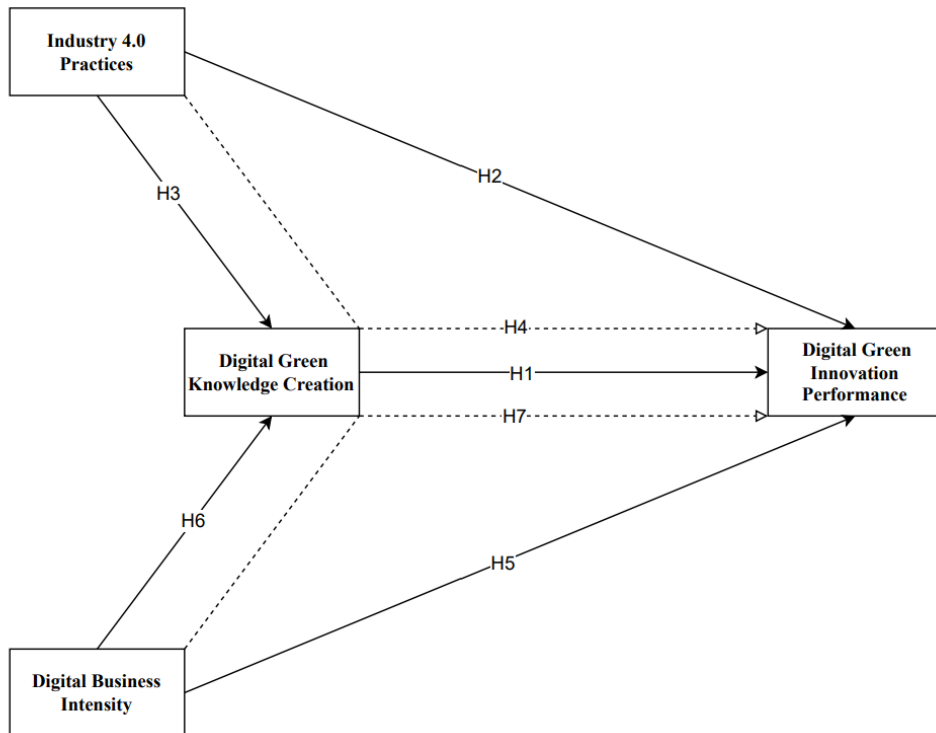 Industry 4.0
Practices
H2
H3
H4
Digital Green
Knowledge Creation
H1
Digital Green
Innovation
Performance
H7
H6
H5
Digital Business
Intensity